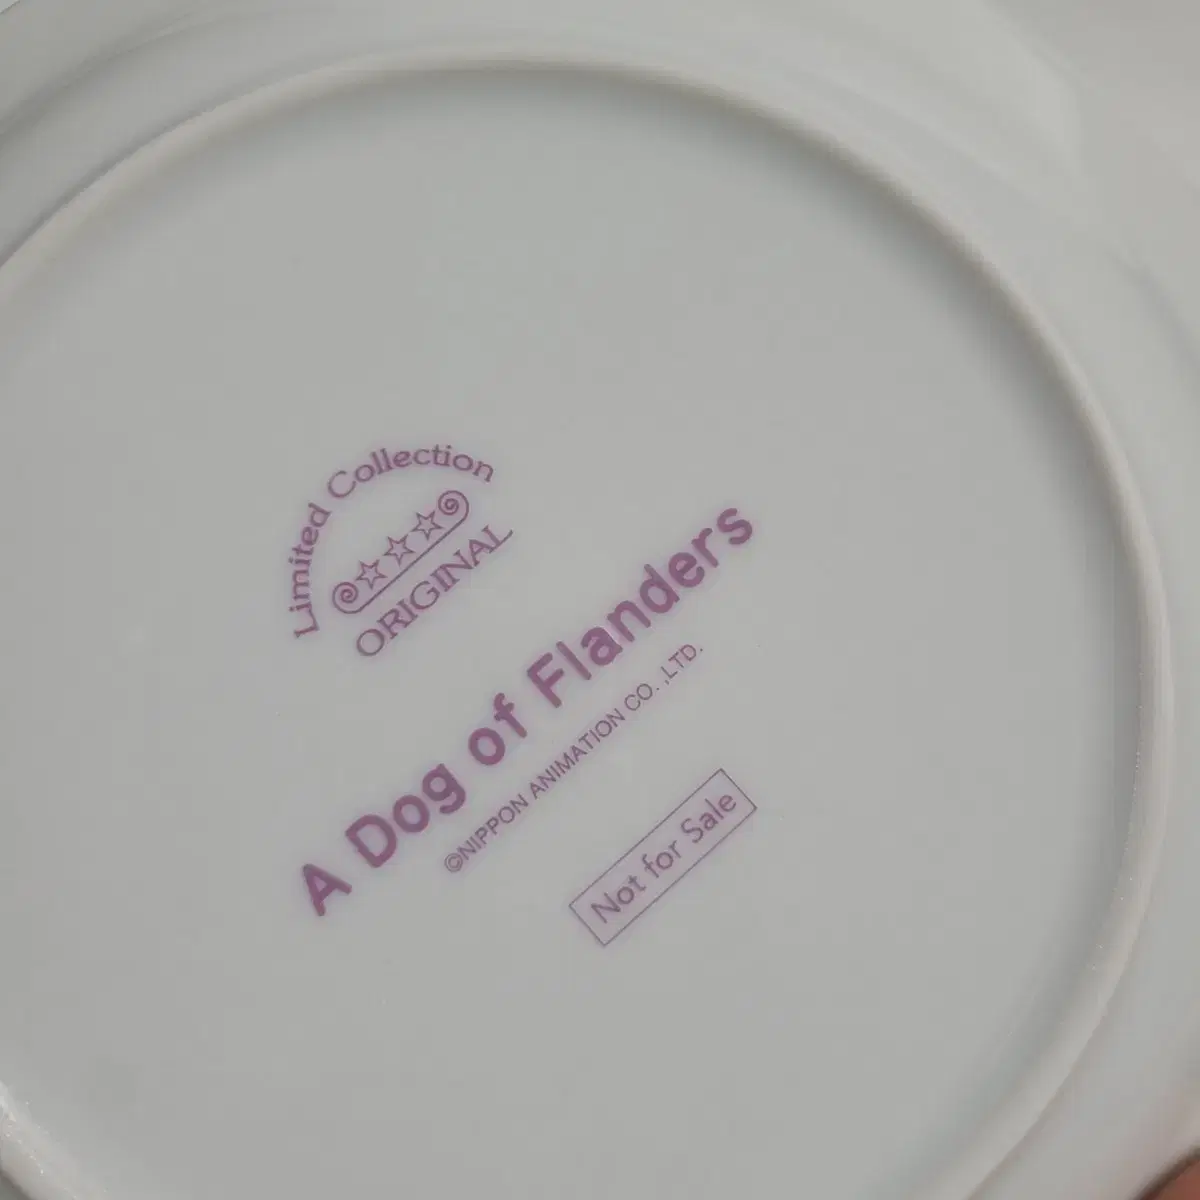 Limited Collection
ORIGINAL
A Dog of Flanders
©NIPPON ANIMATION CO. ,LTD.
Not for Sale